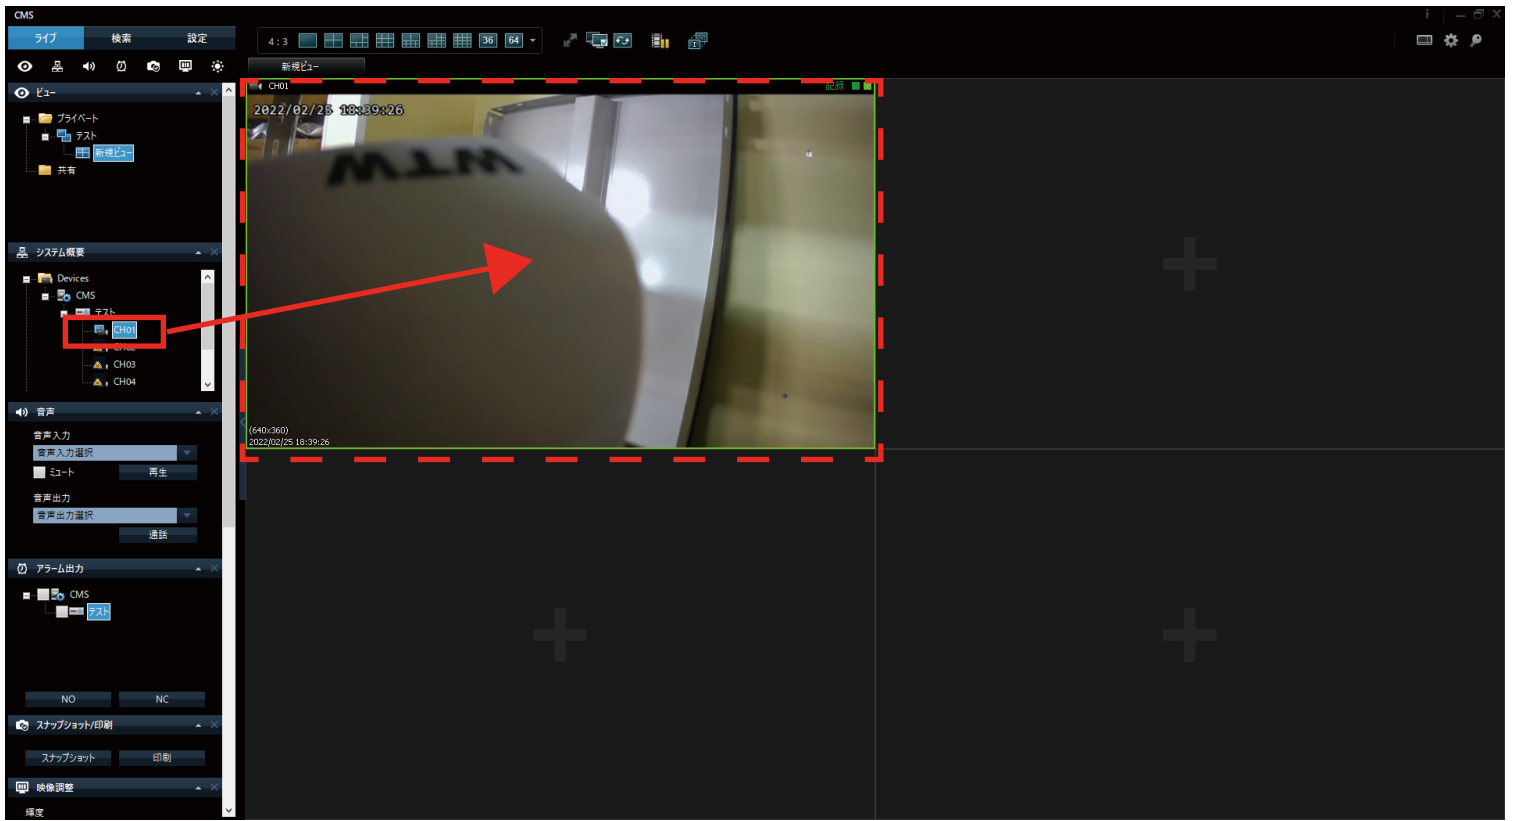 CMS
ライブ 検索 設定
4:3 36 64
新規ビュー
ビュー
プライベート
テスト
新規ビュー
共有
システム概要
Devices
CMS
テスト
CH01
CH02
CH03
CH04
音声
音声入力
音声入力選択
ミュート 再生
音声出力
音声出力選択
通話
アラーム出力
CMS
テスト
NO NC
スナップショット/印刷
スナップショット 印刷
映像調整
輝度
CH01 記録
2022/02/25 18:39:26
WTW
(640x360)
2022/02/25 18:39:26